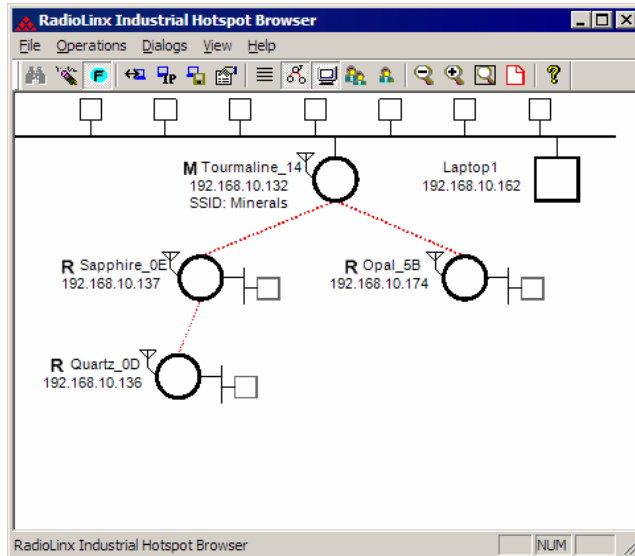 RadioLinx Industrial Hotspot Browser
File Operations Dialogs View Help
F IP ?
M Tourmaline_14
192.168.10.132
SSID: Minerals
Laptop1
192.168.10.162
R Sapphire_0E
192.168.10.137
R Opal_5B
192.168.10.174
R Quartz_0D
192.168.10.136
RadioLinx Industrial Hotspot Browser
NUM